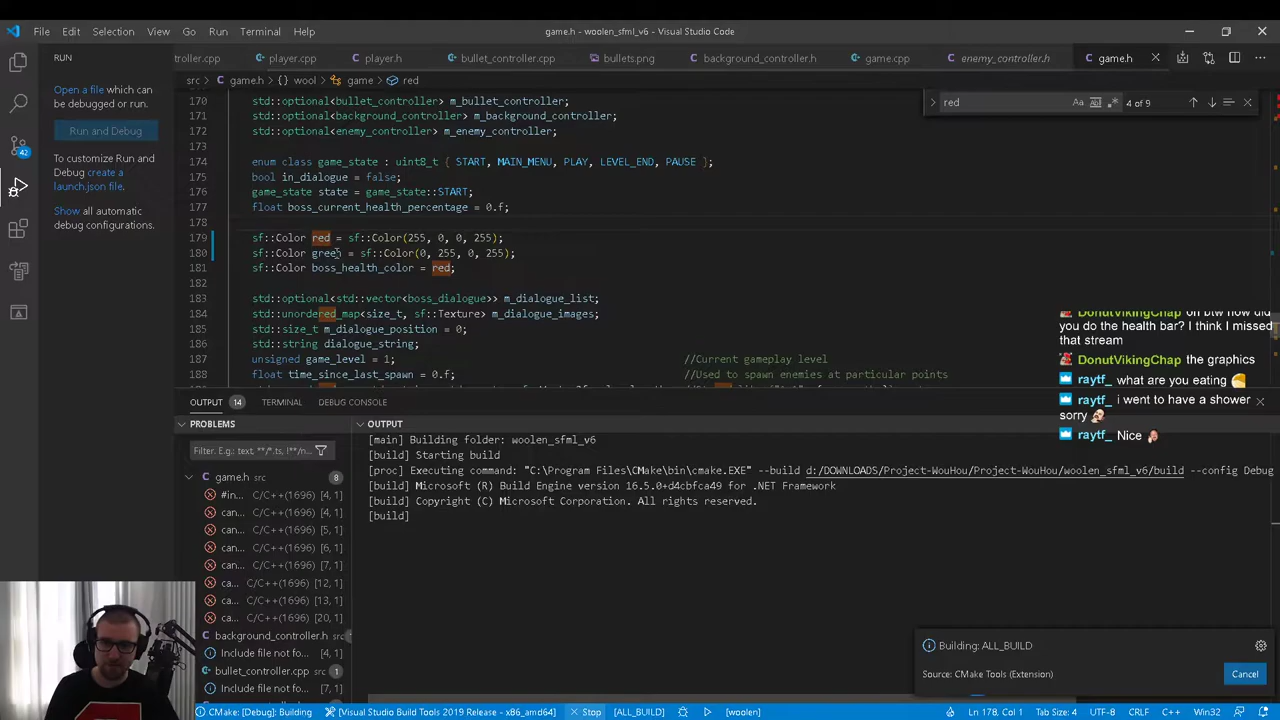 File Edit Selection View Go Run Terminal Help
game.h - woolen_sfml_v6 - Visual Studio Code
RUN
troller.cpp player.cpp player.h bullet_controller.cpp bullets.png background_controller.h game.cpp enemy_controller.h game.h
src > game.h > {} wool > game > red
Open a file which can
be debugged or run.
Run and Debug
To customize Run and
Debug create a
launch.json file.
Show all automatic
debug configurations.
42
red
4 of 9
170 std::optional<bullet_controller> m_bullet_controller;
171 std::optional<background_controller> m_background_controller;
172 std::optional<enemy_controller> m_enemy_controller;
173
174 enum class game_state : uint8_t { START, MAIN_MENU, PLAY, LEVEL_END, PAUSE };
175 bool in_dialogue = false;
176 game_state state = game_state::START;
177 float boss_current_health_percentage = 0.f;
178
179 sf::Color red = sf::Color(255, 0, 0, 255);
180 sf::Color green = sf::Color(0, 255, 0, 255);
181 sf::Color boss_health_color = red;
182
183 std::optional<std::vector<boss_dialogue>> m_dialogue_list;
184 std::unordered_map<size_t, sf::Texture> m_dialogue_images;
185 std::size_t m_dialogue_position = 0;
186 std::string dialogue_string;
187 unsigned game_level = 1; //Current gameplay level
188 float time_since_last_spawn = 0.f; //Used to spawn enemies at particular points
DonutVikingChap oh btw how did
you do the health bar? I think I missed
that stream
DonutVikingChap the graphics
raytf_ what are you eating
raytf_ i went to have a shower
sorry
raytf_ Nice
OUTPUT 14 TERMINAL DEBUG CONSOLE
PROBLEMS
Filter. E.g.: text, **/*.ts, !**/n...
game.h 8
#in... C/C++(1696) [4, 1]
can... C/C++(1696) [4, 1]
can... C/C++(1696) [5, 1]
can... C/C++(1696) [6, 1]
can... C/C++(1696) [7, 1]
ca... C/C++(1696) [12, 1]
ca... C/C++(1696) [13, 1]
ca... C/C++(1696) [20, 1]
background_controller.h 1
Include file not fo... [4, 1]
bullet_controller.cpp src 1
Include file not fo... [7, 1]
OUTPUT
[main] Building folder: woolen_sfml_v6
[build] Starting build
[proc] Executing command: "C:\Program Files\CMake\bin\cmake.EXE" --build d:/DOWNLOADS/Project-WouHou/Project-WouHou/woolen_sfml_v6/build --config Debug
[build] Microsoft (R) Build Engine version 16.5.0+d4cbfca49 for .NET Framework
[build] Copyright (C) Microsoft Corporation. All rights reserved.
[build]
Building: ALL_BUILD
Source: CMake Tools (Extension)
Cancel
CMake: [Debug]: Building [Visual Studio Build Tools 2019 Release - x86_amd64] Stop [ALL_BUILD] [woolen] Ln 178, Col 1 Tab Size: 4 UTF-8 CRLF C++ Win32